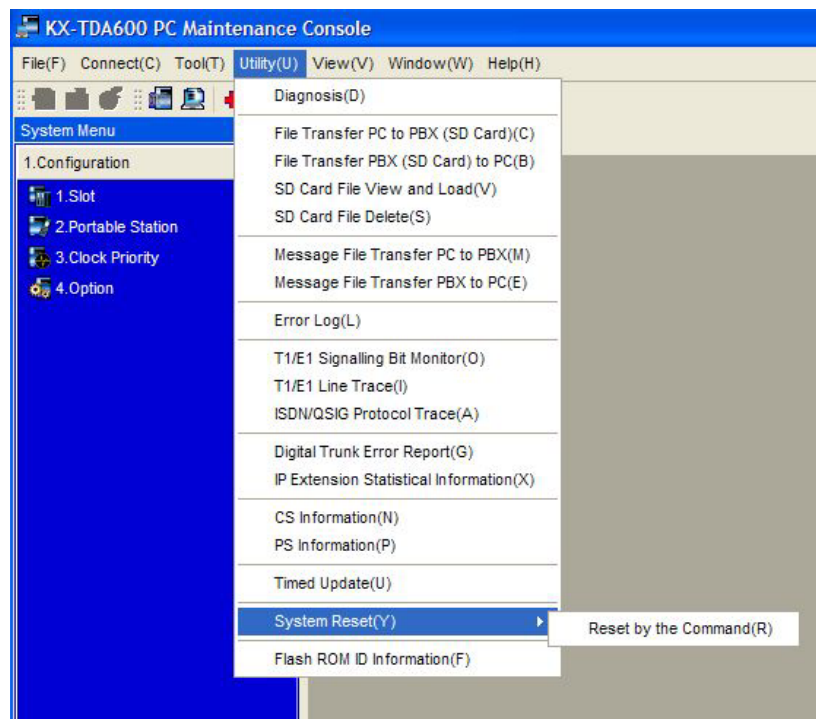 KX-TDA600 PC Maintenance Console
File(F) Connect(C) Tool(T) Utility(U) View(V) Window(W) Help(H)
System Menu
1.Configuration
1.Slot
2.Portable Station
3.Clock Priority
4.Option
Diagnosis(D)
File Transfer PC to PBX (SD Card)(C)
File Transfer PBX (SD Card) to PC(B)
SD Card File View and Load(V)
SD Card File Delete(S)
Message File Transfer PC to PBX(M)
Message File Transfer PBX to PC(E)
Error Log(L)
T1/E1 Signalling Bit Monitor(O)
T1/E1 Line Trace(I)
ISDN/QSIG Protocol Trace(A)
Digital Trunk Error Report(G)
IP Extension Statistical Information(X)
CS Information(N)
PS Information(P)
Timed Update(U)
System Reset(Y)
Reset by the Command(R)
Flash ROM ID Information(F)